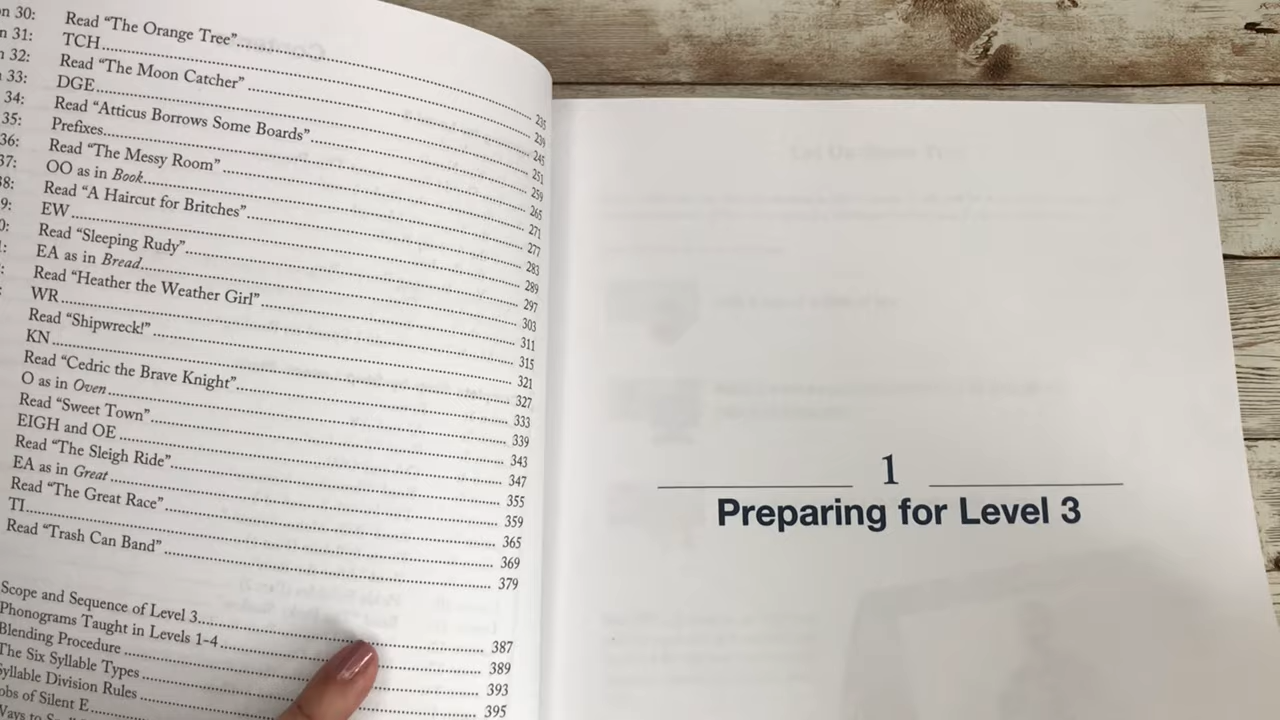 n 30: Read “The Orange Tree” 235
n 31: TCH 239
32: Read “The Moon Catcher” 245
33: DGE 251
34: Read “Atticus Borrows Some Boards” 259
35: Prefixes 265
36: Read “The Messy Room” 271
37: OO as in Book 277
8: Read “A Haircut for Britches” 283
9: EW 289
0: Read “Sleeping Rudy” 297
: EA as in Bread 303
: Read “Heather the Weather Girl” 311
WR 315
Read “Shipwreck!” 321
KN 327
Read “Cedric the Brave Knight” 333
O as in Oven 339
Read “Sweet Town” 343
EIGH and OE 347
Read “The Sleigh Ride” 355
EA as in Great 359
Read “The Great Race” 365
TI 369
Read “Trash Can Band” 379
Scope and Sequence of Level 3 387
Phonograms Taught in Levels 1-4 389
Blending Procedure 393
The Six Syllable Types 395
Syllable Division Rules
obs of Silent E
1
Preparing for Level 3